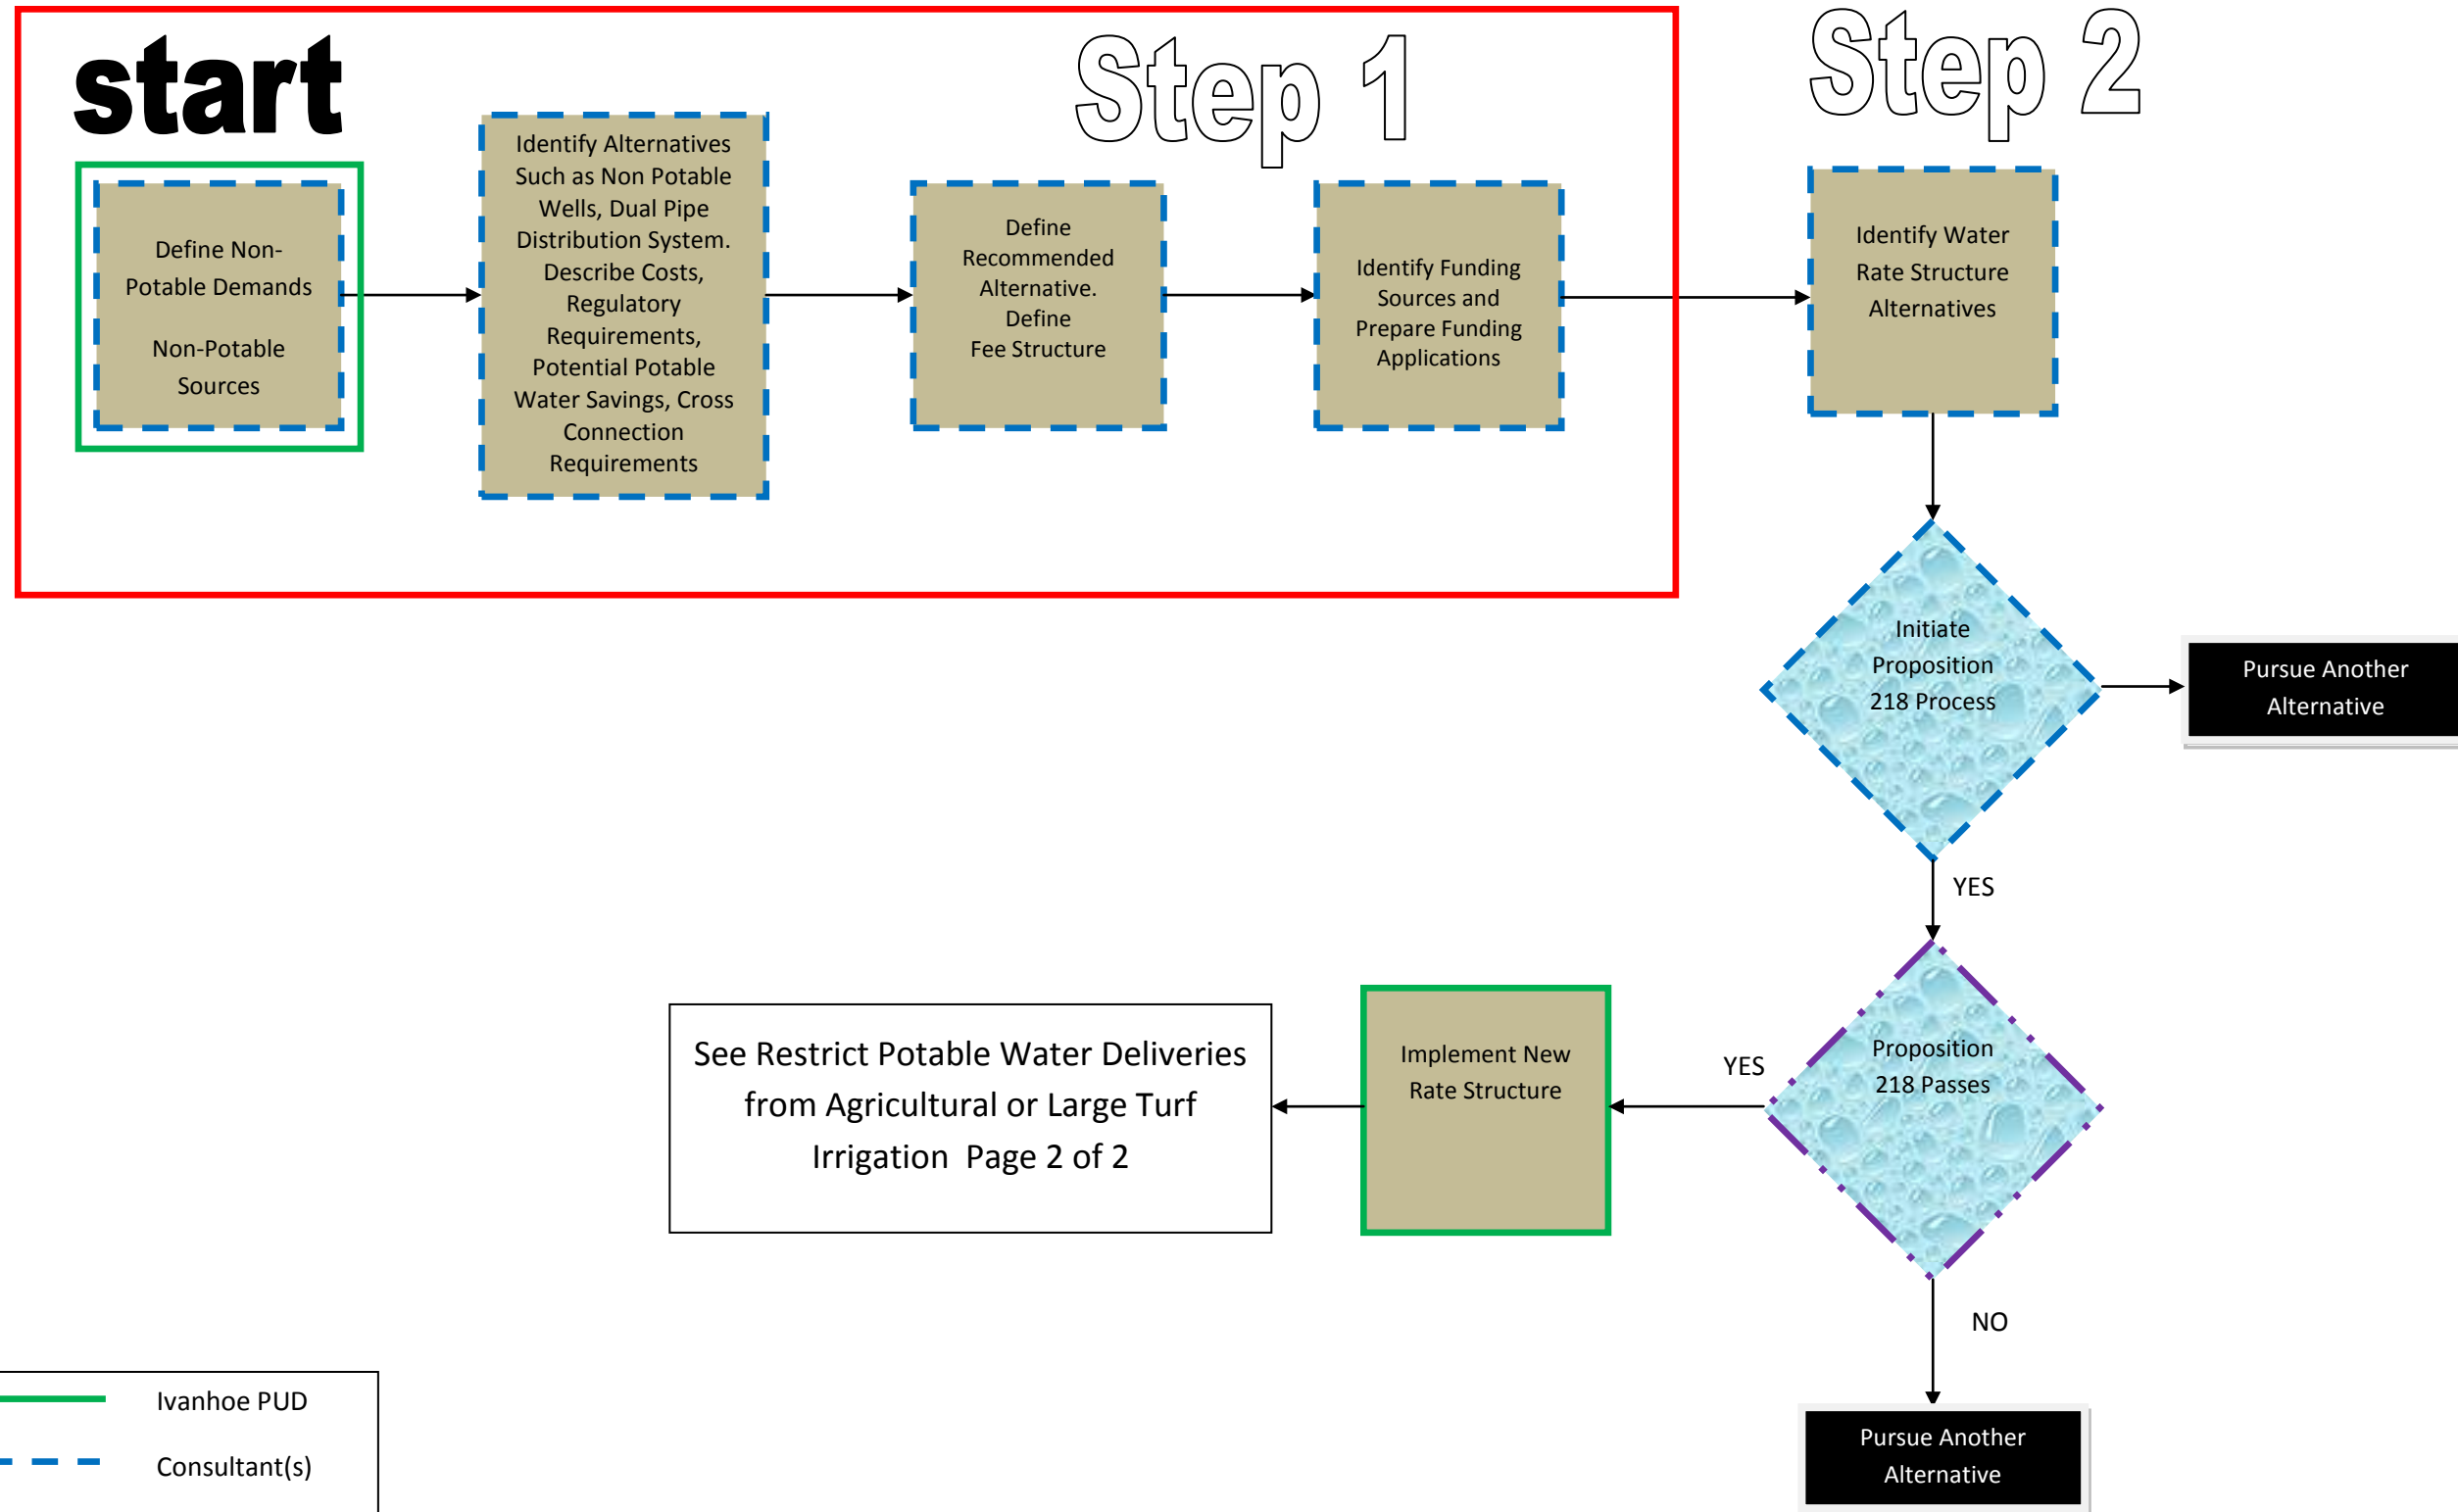 start
Step 1
Step 2
Define Non-
Potable Demands
Non-Potable
Sources
Identify Alternatives
Such as Non Potable
Wells, Dual Pipe
Distribution System.
Describe Costs,
Regulatory
Requirements,
Potential Potable
Water Savings, Cross
Connection
Requirements
Define
Recommended
Alternative.
Define
Fee Structure
Identify Funding
Sources and
Prepare Funding
Applications
Identify Water
Rate Structure
Alternatives
Initiate
Proposition
218 Process
Pursue Another
Alternative
YES
Proposition
218 Passes
YES
Implement New
Rate Structure
See Restrict Potable Water Deliveries
from Agricultural or Large Turf
Irrigation  Page 2 of 2
NO
Pursue Another
Alternative
Ivanhoe PUD
Consultant(s)